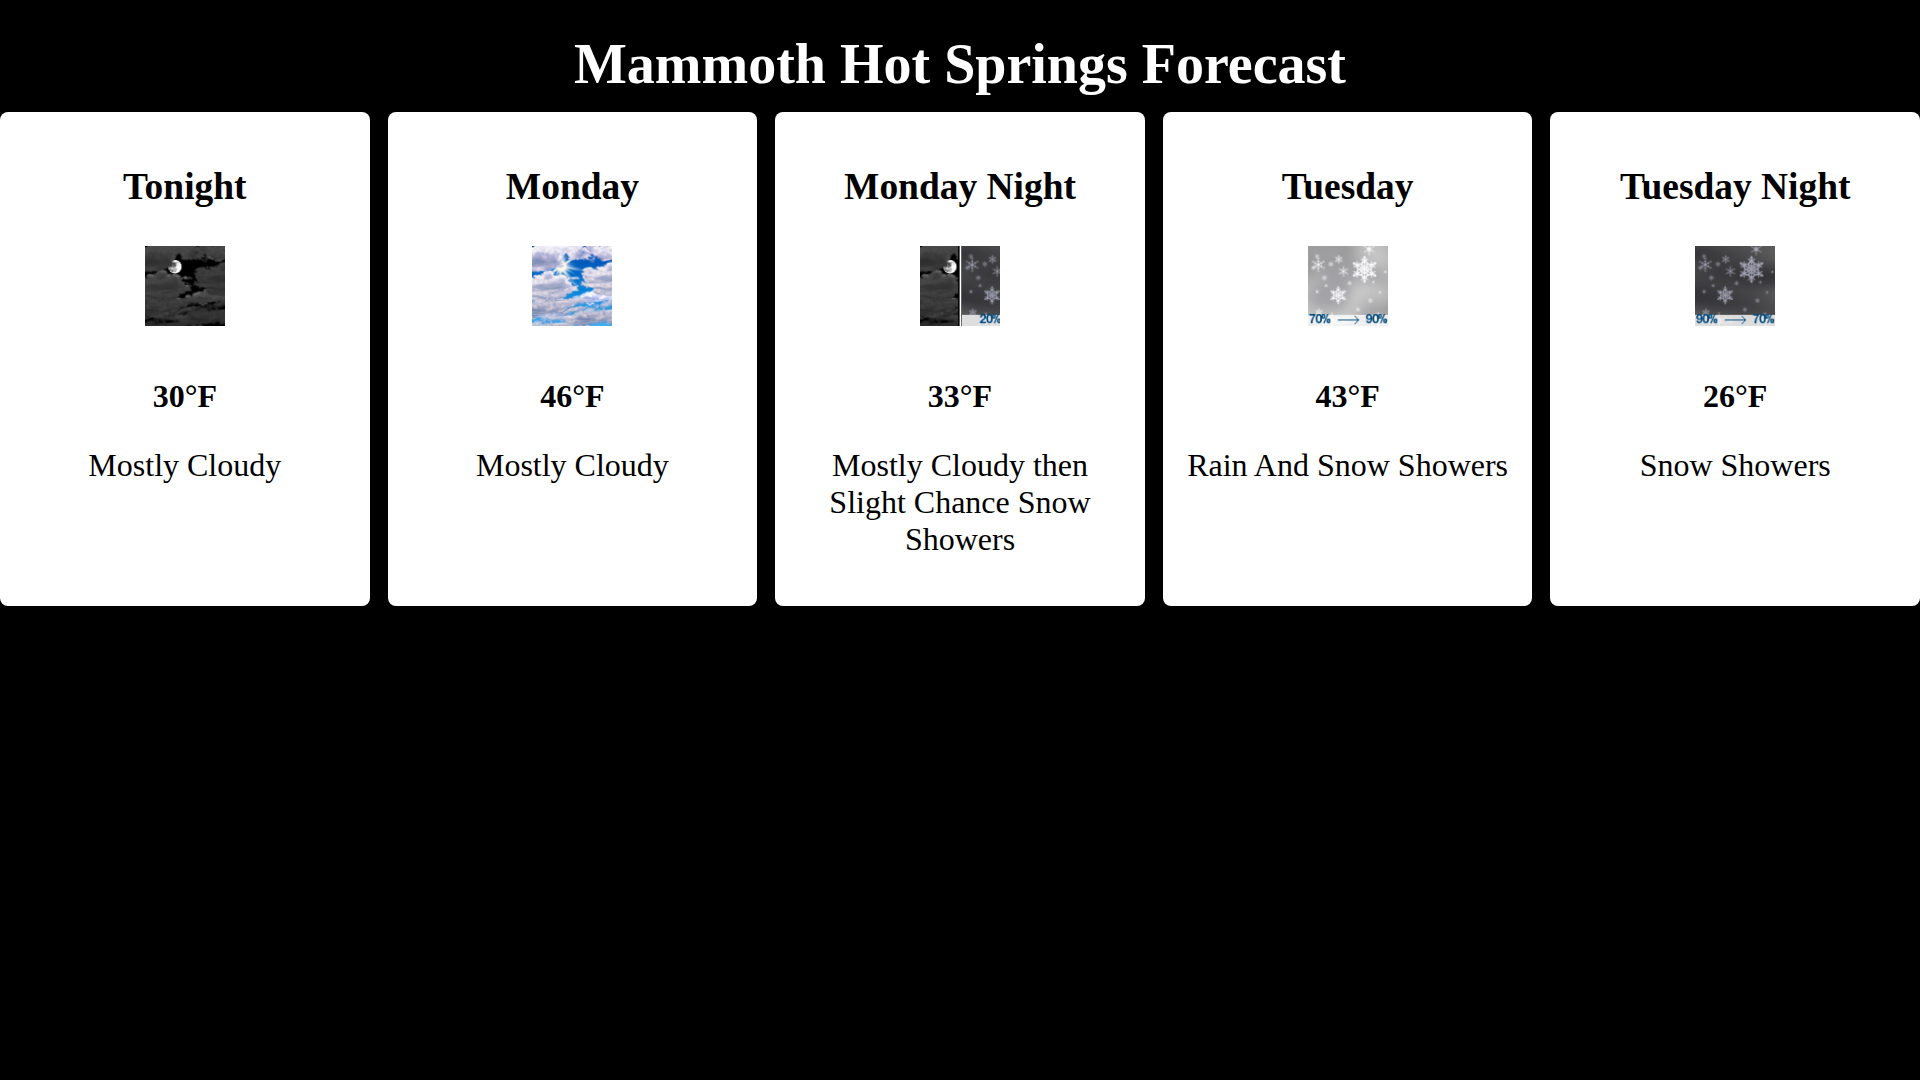 Mammoth Hot Springs Forecast
Tonight
30°F
Mostly Cloudy
Monday
46°F
Mostly Cloudy
Monday Night
20%
33°F
Mostly Cloudy then
Slight Chance Snow
Showers
Tuesday
70% → 90%
43°F
Rain And Snow Showers
Tuesday Night
90% → 70%
26°F
Snow Showers